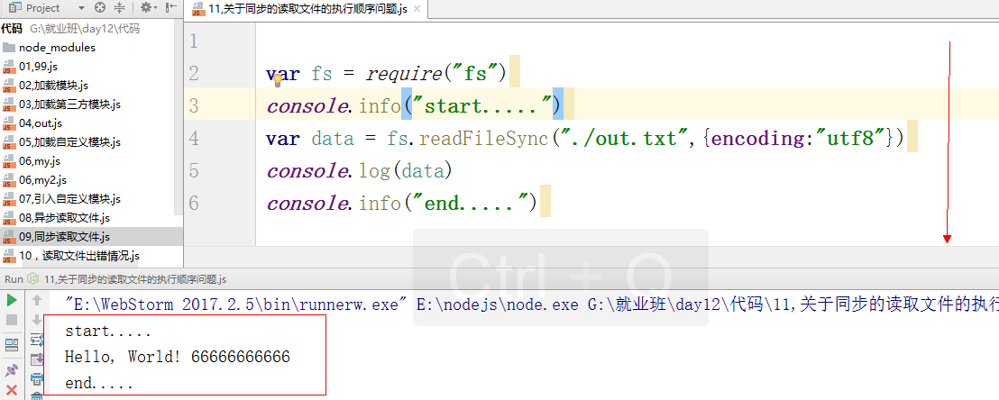 Project
11,关于同步的读取文件的执行顺序问题.js
代码 G:\就业班\day12\代码
node_modules
01,99.js
02,加载模块.js
03,加载第三方模块.js
04,out.js
05,加载自定义模块.js
06,my.js
06,my2.js
07,引入自定义模块.js
08,异步读取文件.js
09,同步读取文件.js
10，读取文件出错情况.js
1
2 var fs = require("fs")
3 console.info("start.....")
4 var data = fs.readFileSync("./out.txt",{encoding:"utf8"})
5 console.log(data)
6 console.info("end.....")
Ctrl + Q
Run 11,关于同步的读取文件的执行顺序问题.js
"E:\WebStorm 2017.2.5\bin\runnerw.exe" E:\nodejs\node.exe G:\就业班\day12\代码\11,关于同步的读取文件的执行
start.....
Hello, World! 66666666666
end.....